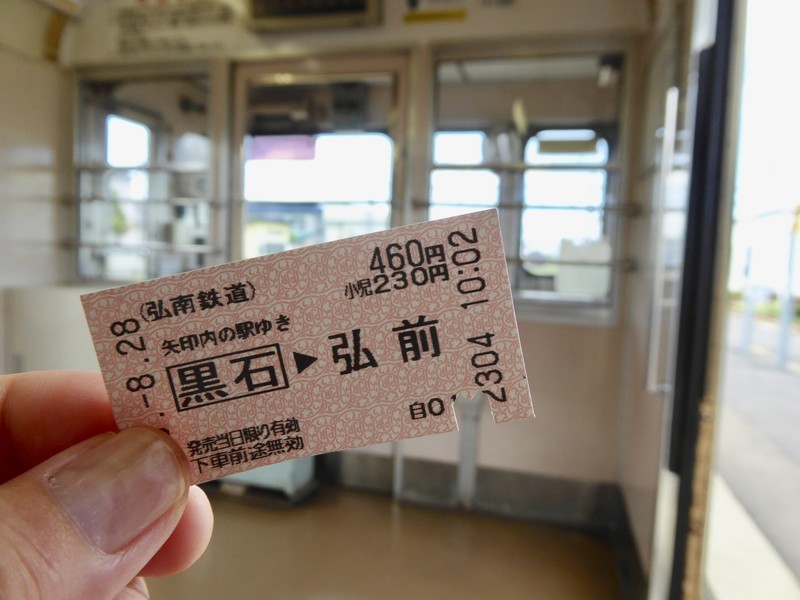 (弘南鉄道)
460円
小児230円
矢印内の駅ゆき
黒石▶弘前
発売当日限り有効
下車前途無効
自0
-8.28
2304 10:02